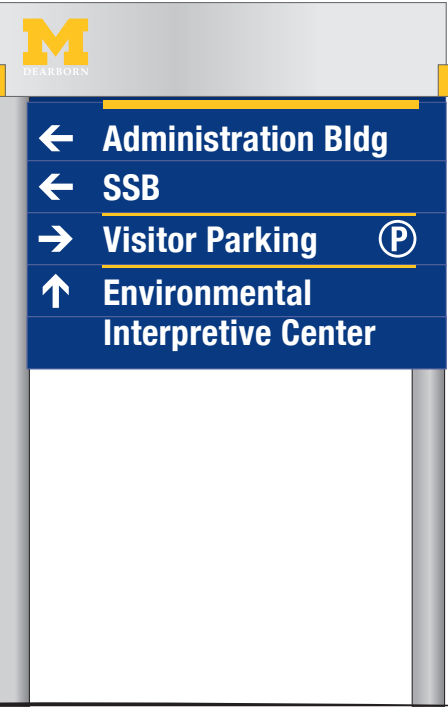 M
DEARBORN
← Administration Bldg
← SSB
→ Visitor Parking Ⓟ
↑ Environmental
Interpretive Center